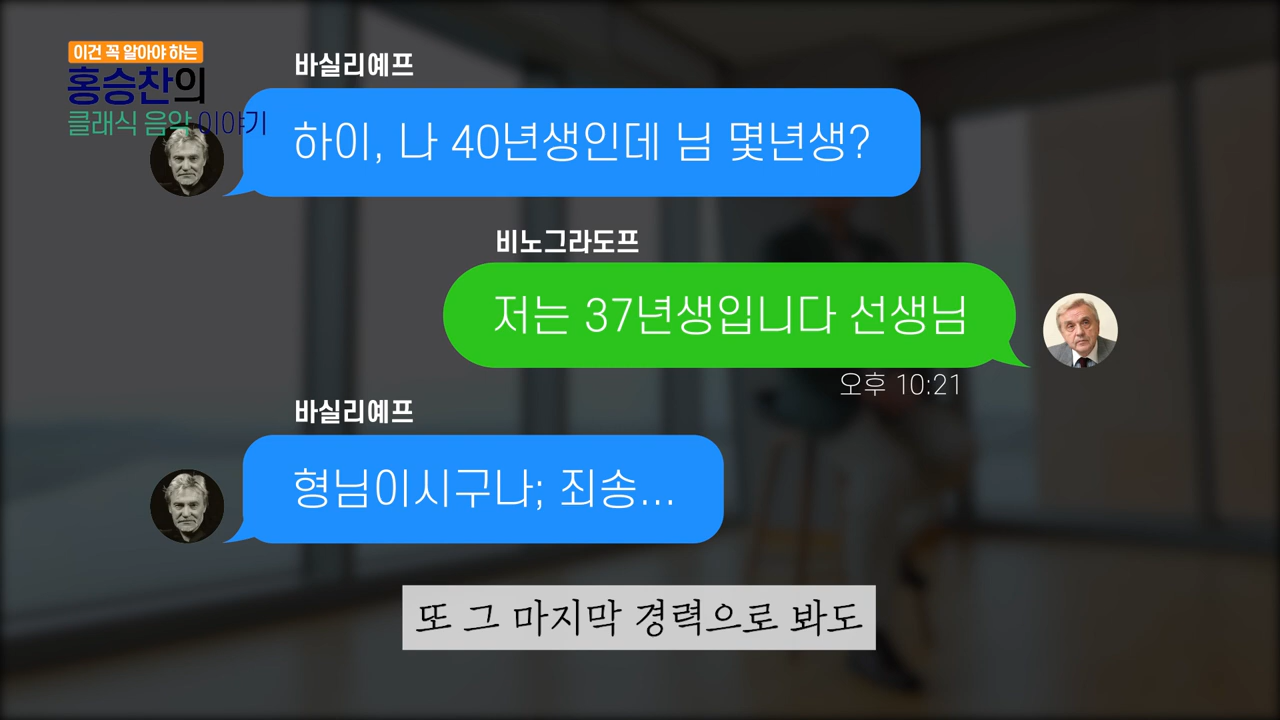 이건 꼭 알아야 하는
홍승찬의
클래식 음악 이야기
바실리예프
하이, 나 40년생인데 님 몇년생?
비노그라도프
저는 37년생입니다 선생님
오후 10:21
바실리예프
형님이시구나; 죄송...
또 그 마지막 경력으로 봐도